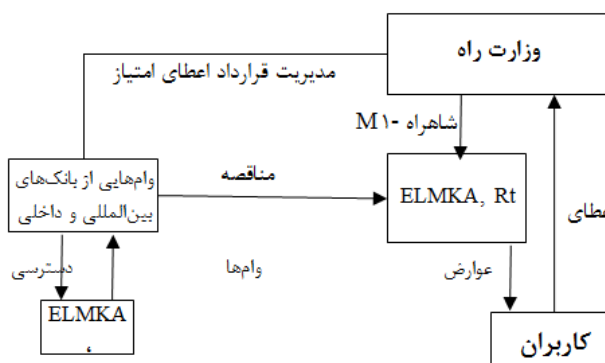 وزارت راه
مدیریت قرارداد اعطای امتیاز
شاهراه -M۱
وام‌هایی از بانک‌های
بین‌المللی و داخلی
مناقصه
ELMKA, Rt
دسترسی
وام‌ها
عوارض
ELMKA
،
کاربران